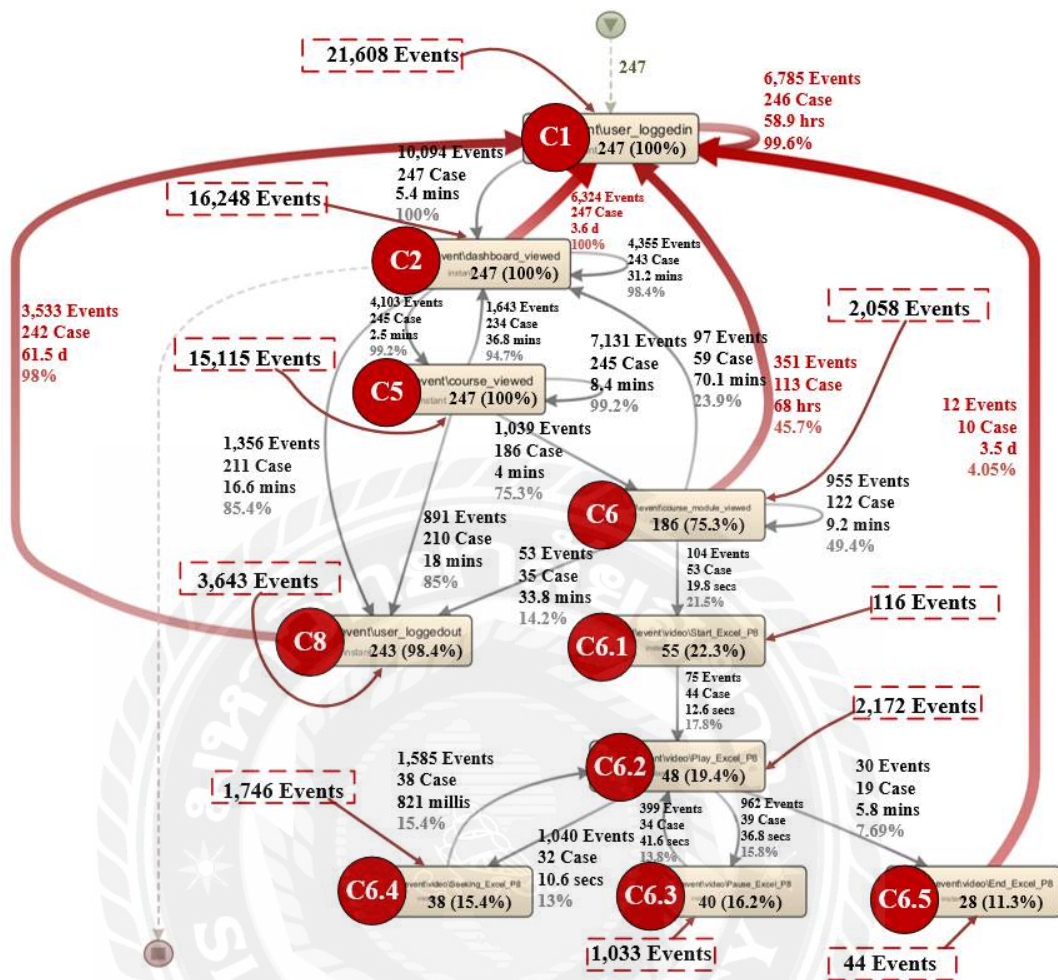 21,608 Events
247
6,785 Events
246 Case
58.9 hrs
99.6%
C1
ent\user_loggedin
247 (100%)
10,094 Events
247 Case
5.4 mins
100%
16,248 Events
6,324 Events
247 Case
3.6 d
100%
C2
event\dashboard_viewed
instant 247 (100%)
4,355 Events
243 Case
31.2 mins
98.4%
3,533 Events
242 Case
61.5 d
98%
4,103 Events
245 Case
2.5 mins
99.2%
1,643 Events
234 Case
36.8 mins
94.7%
7,131 Events
245 Case
8,4 mins
99.2%
97 Events
59 Case
70.1 mins
23.9%
2,058 Events
351 Events
113 Case
68 hrs
45.7%
15,115 Events
C5
event\course_viewed
instant 247 (100%)
12 Events
10 Case
3.5 d
4.05%
1,356 Events
211 Case
16.6 mins
85.4%
1,039 Events
186 Case
4 mins
75.3%
C6
\event\course_module_viewed
186 (75.3%)
955 Events
122 Case
9.2 mins
49.4%
891 Events
210 Case
18 mins
85%
53 Events
35 Case
33.8 mins
14.2%
104 Events
53 Case
19.8 secs
21.5%
3,643 Events
116 Events
C8
event\user_loggedout
instant 243 (98.4%)
C6.1
\event\video\Start_Excel_P8
55 (22.3%)
75 Events
44 Case
12.6 secs
17.8%
2,172 Events
C6.2
ent\video\Play_Excel_P8
48 (19.4%)
1,585 Events
38 Case
821 millis
15.4%
1,746 Events
1,040 Events
32 Case
10.6 secs
13%
399 Events
34 Case
41.6 secs
13.8%
962 Events
39 Case
36.8 secs
15.8%
30 Events
19 Case
5.8 mins
7.69%
C6.4
event\video\Seeking_Excel_P8
38 (15.4%)
C6.3
event\video\Pause_Excel_P8
40 (16.2%)
C6.5
event\video\End_Excel_P8
28 (11.3%)
1,033 Events
44 Events